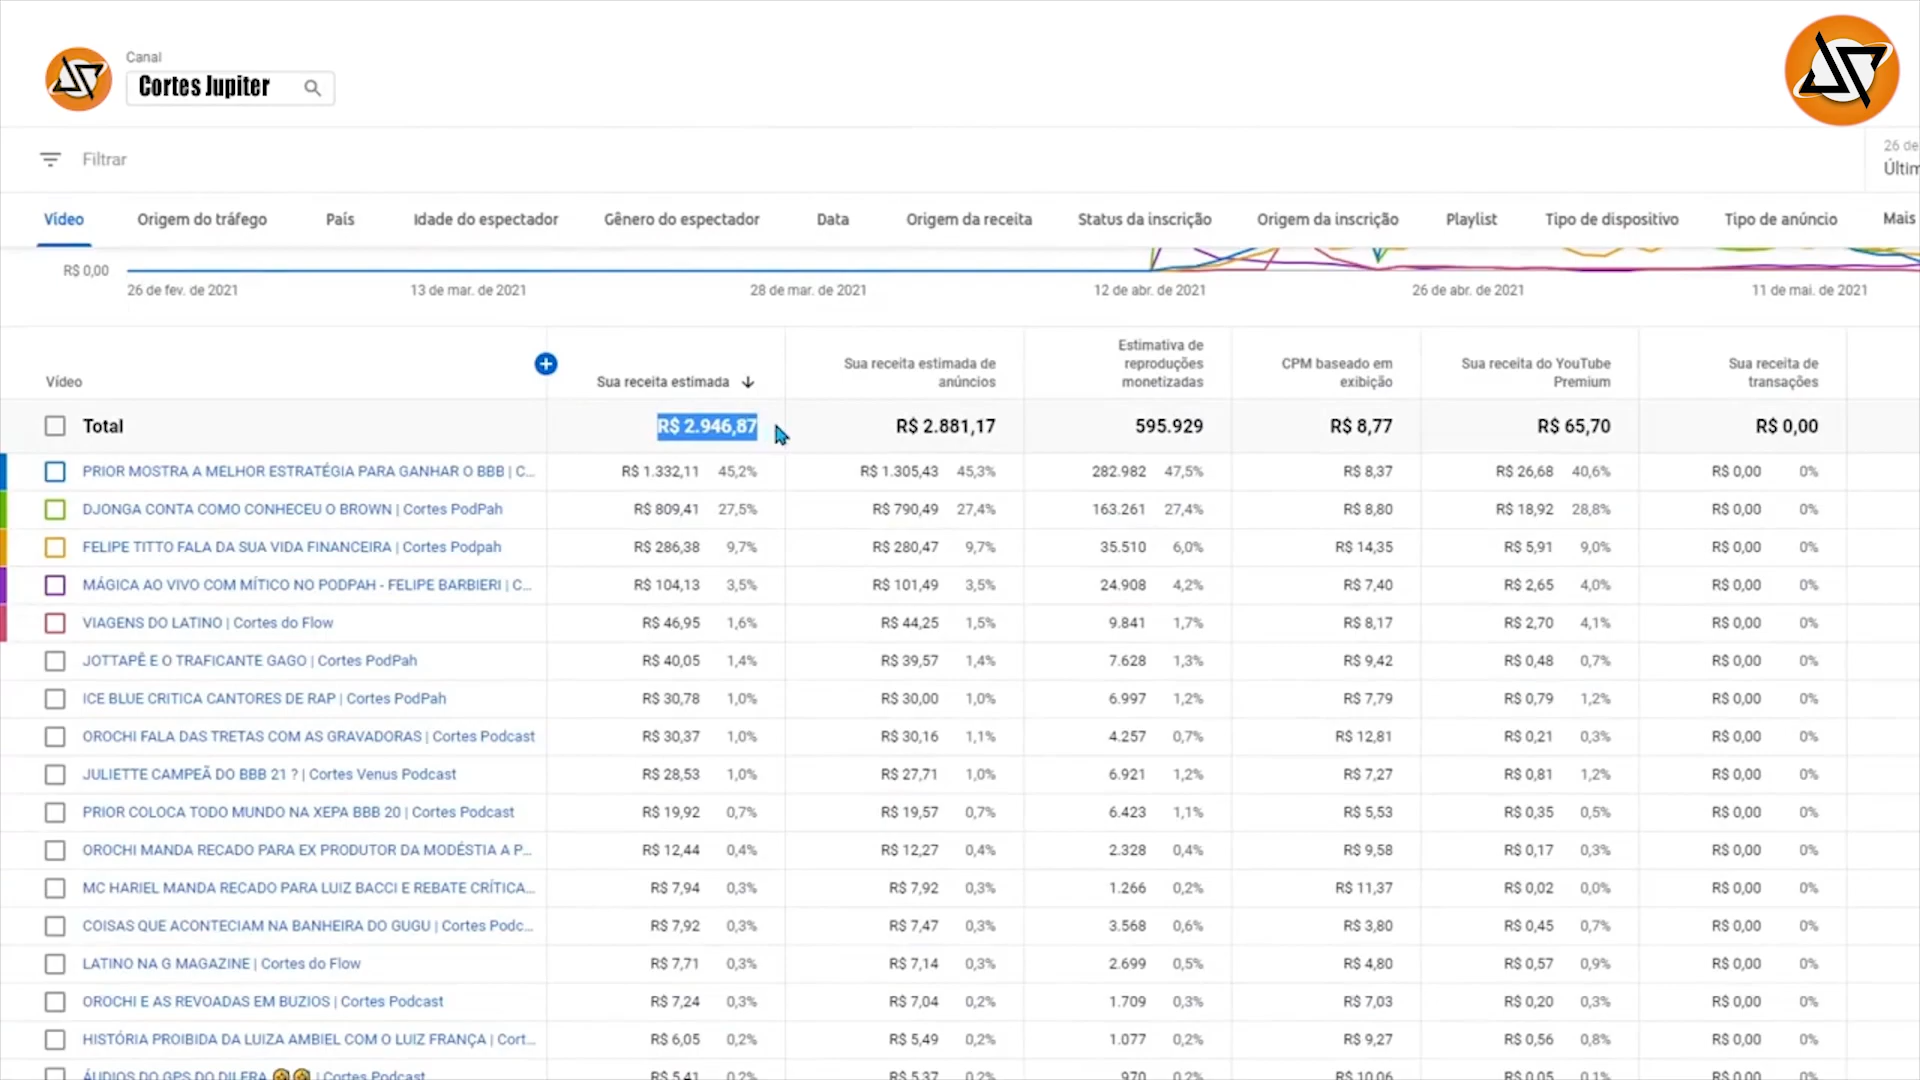 Canal
Cortes Jupiter
Filtrar
26 de
Últim
Vídeo Origem do tráfego País Idade do espectador Gênero do espectador Data Origem da receita Status da inscrição Origem da inscrição Playlist Tipo de dispositivo Tipo de anúncio Mais
R$ 0,00
26 de fev. de 2021 13 de mar. de 2021 28 de mar. de 2021 12 de abr. de 2021 26 de abr. de 2021 11 de mai. de 2021
Vídeo
Sua receita estimada
Sua receita estimada de
anúncios
Estimativa de
reproduções
monetizadas
CPM baseado em
exibição
Sua receita do YouTube
Premium
Sua receita de
transações
Total R$ 2.946,87 R$ 2.881,17 595.929 R$ 8,77 R$ 65,70 R$ 0,00
PRIOR MOSTRA A MELHOR ESTRATÉGIA PARA GANHAR O BBB | C... R$ 1.332,11 45,2% R$ 1.305,43 45,3% 282.982 47,5% R$ 8,37 R$ 26,68 40,6% R$ 0,00 0%
DJONGA CONTA COMO CONHECEU O BROWN | Cortes PodPah R$ 809,41 27,5% R$ 790,49 27,4% 163.261 27,4% R$ 8,80 R$ 18,92 28,8% R$ 0,00 0%
FELIPE TITTO FALA DA SUA VIDA FINANCEIRA | Cortes Podpah R$ 286,38 9,7% R$ 280,47 9,7% 35.510 6,0% R$ 14,35 R$ 5,91 9,0% R$ 0,00 0%
MÁGICA AO VIVO COM MÍTICO NO PODPAH - FELIPE BARBIERI | C... R$ 104,13 3,5% R$ 101,49 3,5% 24.908 4,2% R$ 7,40 R$ 2,65 4,0% R$ 0,00 0%
VIAGENS DO LATINO | Cortes do Flow R$ 46,95 1,6% R$ 44,25 1,5% 9.841 1,7% R$ 8,17 R$ 2,70 4,1% R$ 0,00 0%
JOTTAPÊ E O TRAFICANTE GAGO | Cortes PodPah R$ 40,05 1,4% R$ 39,57 1,4% 7.628 1,3% R$ 9,42 R$ 0,48 0,7% R$ 0,00 0%
ICE BLUE CRITICA CANTORES DE RAP | Cortes PodPah R$ 30,78 1,0% R$ 30,00 1,0% 6.997 1,2% R$ 7,79 R$ 0,79 1,2% R$ 0,00 0%
OROCHI FALA DAS TRETAS COM AS GRAVADORAS | Cortes Podcast R$ 30,37 1,0% R$ 30,16 1,1% 4.257 0,7% R$ 12,81 R$ 0,21 0,3% R$ 0,00 0%
JULIETTE CAMPEÃ DO BBB 21 ? | Cortes Venus Podcast R$ 28,53 1,0% R$ 27,71 1,0% 6.921 1,2% R$ 7,27 R$ 0,81 1,2% R$ 0,00 0%
PRIOR COLOCA TODO MUNDO NA XEPA BBB 20 | Cortes Podcast R$ 19,92 0,7% R$ 19,57 0,7% 6.423 1,1% R$ 5,53 R$ 0,35 0,5% R$ 0,00 0%
OROCHI MANDA RECADO PARA EX PRODUTOR DA MODÉSTIA A P... R$ 12,44 0,4% R$ 12,27 0,4% 2.328 0,4% R$ 9,58 R$ 0,17 0,3% R$ 0,00 0%
MC HARIEL MANDA RECADO PARA LUIZ BACCI E REBATE CRÍTICA... R$ 7,94 0,3% R$ 7,92 0,3% 1.266 0,2% R$ 11,37 R$ 0,02 0,0% R$ 0,00 0%
COISAS QUE ACONTECIAM NA BANHEIRA DO GUGU | Cortes Podc... R$ 7,92 0,3% R$ 7,47 0,3% 3.568 0,6% R$ 3,80 R$ 0,45 0,7% R$ 0,00 0%
LATINO NA G MAGAZINE | Cortes do Flow R$ 7,71 0,3% R$ 7,14 0,3% 2.699 0,5% R$ 4,80 R$ 0,57 0,9% R$ 0,00 0%
OROCHI E AS REVOADAS EM BUZIOS | Cortes Podcast R$ 7,24 0,3% R$ 7,04 0,2% 1.709 0,3% R$ 7,03 R$ 0,20 0,3% R$ 0,00 0%
HISTÓRIA PROIBIDA DA LUIZA AMBIEL COM O LUIZ FRANÇA | Cort... R$ 6,05 0,2% R$ 5,49 0,2% 1.077 0,2% R$ 9,27 R$ 0,56 0,8% R$ 0,00 0%
ÁUDIOS DO GPS DO DILERA | Cortes Podcast R$ 5,41 0,2% R$ 5,37 0,2% 970 0,2% R$ 10,06 R$ 0,05 0,1% R$ 0,00 0%